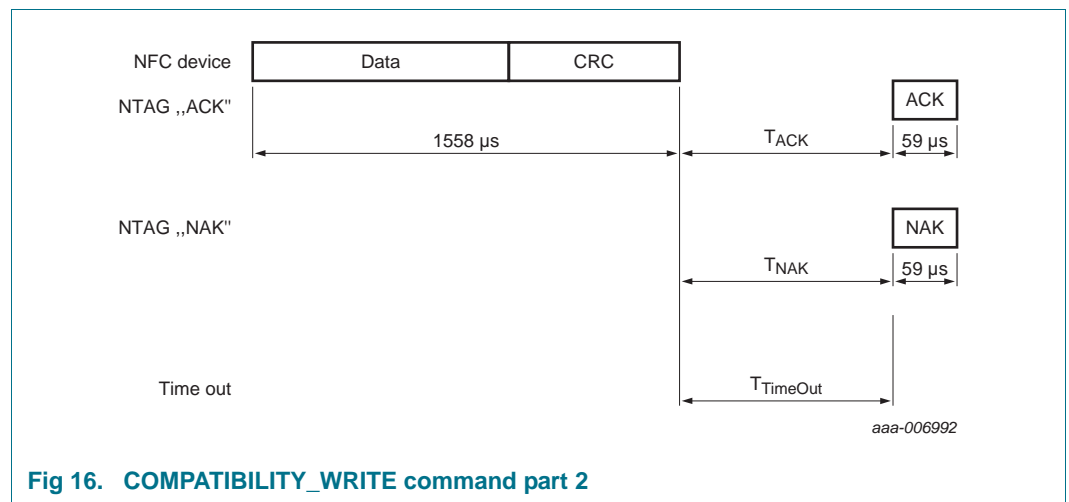 NFC device Data CRC
NTAG ,,ACK" ACK
1558 µs TACK 59 µs
NTAG ,,NAK" NAK
TNAK 59 µs
Time out TTimeOut
aaa-006992
Fig 16. COMPATIBILITY_WRITE command part 2